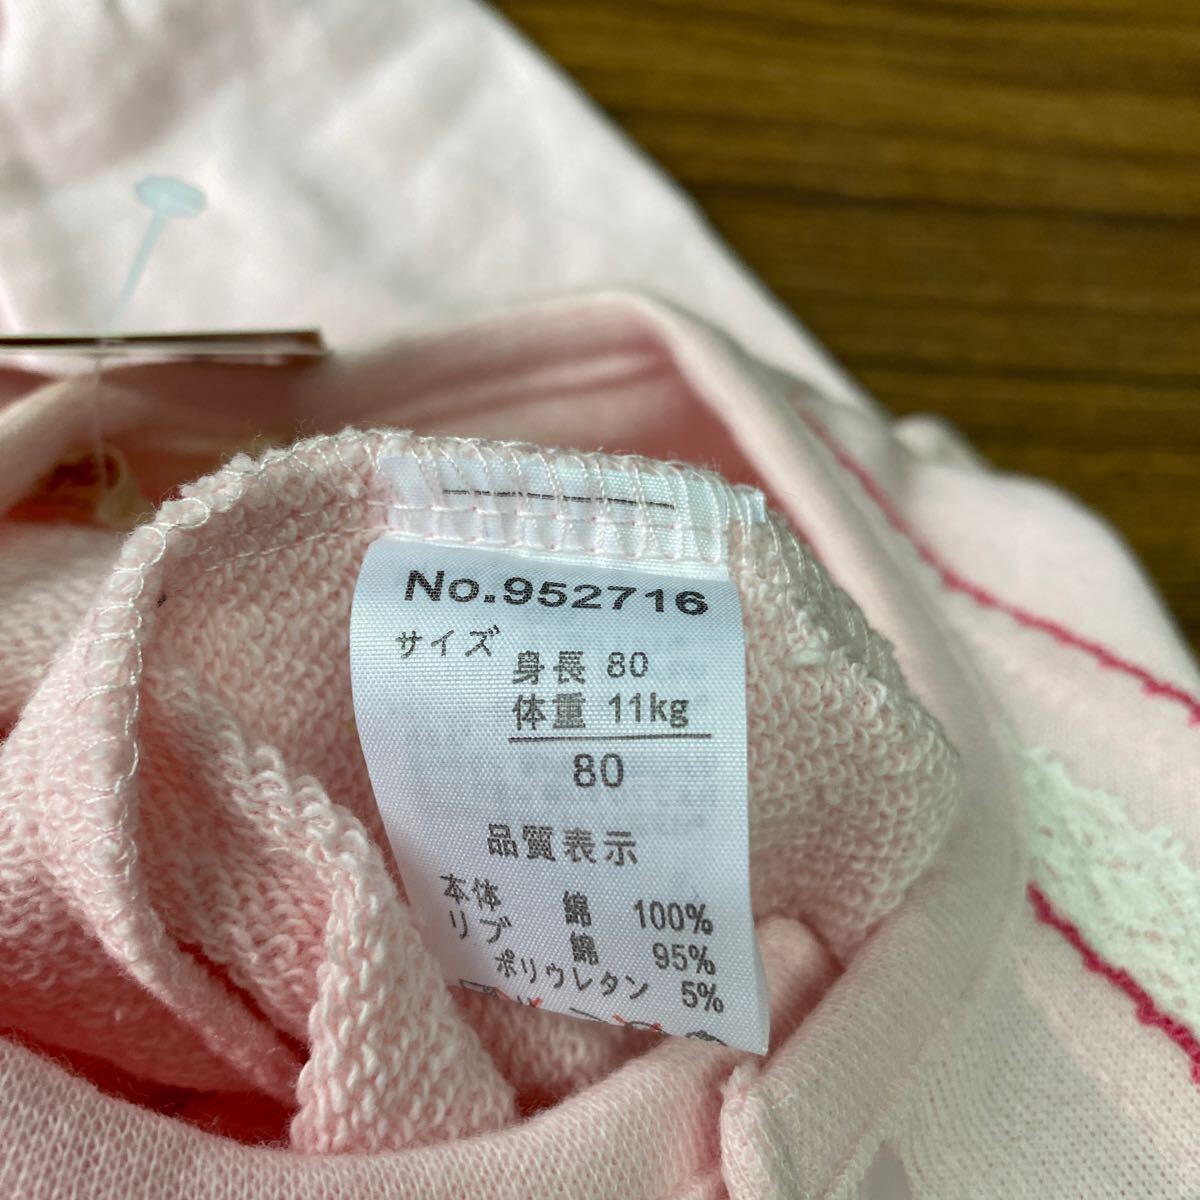 No.952716
サイズ
身長 80
体重 11kg
80
品質表示
本体 綿 100%
リブ 綿 95%
ポリウレタン 5%